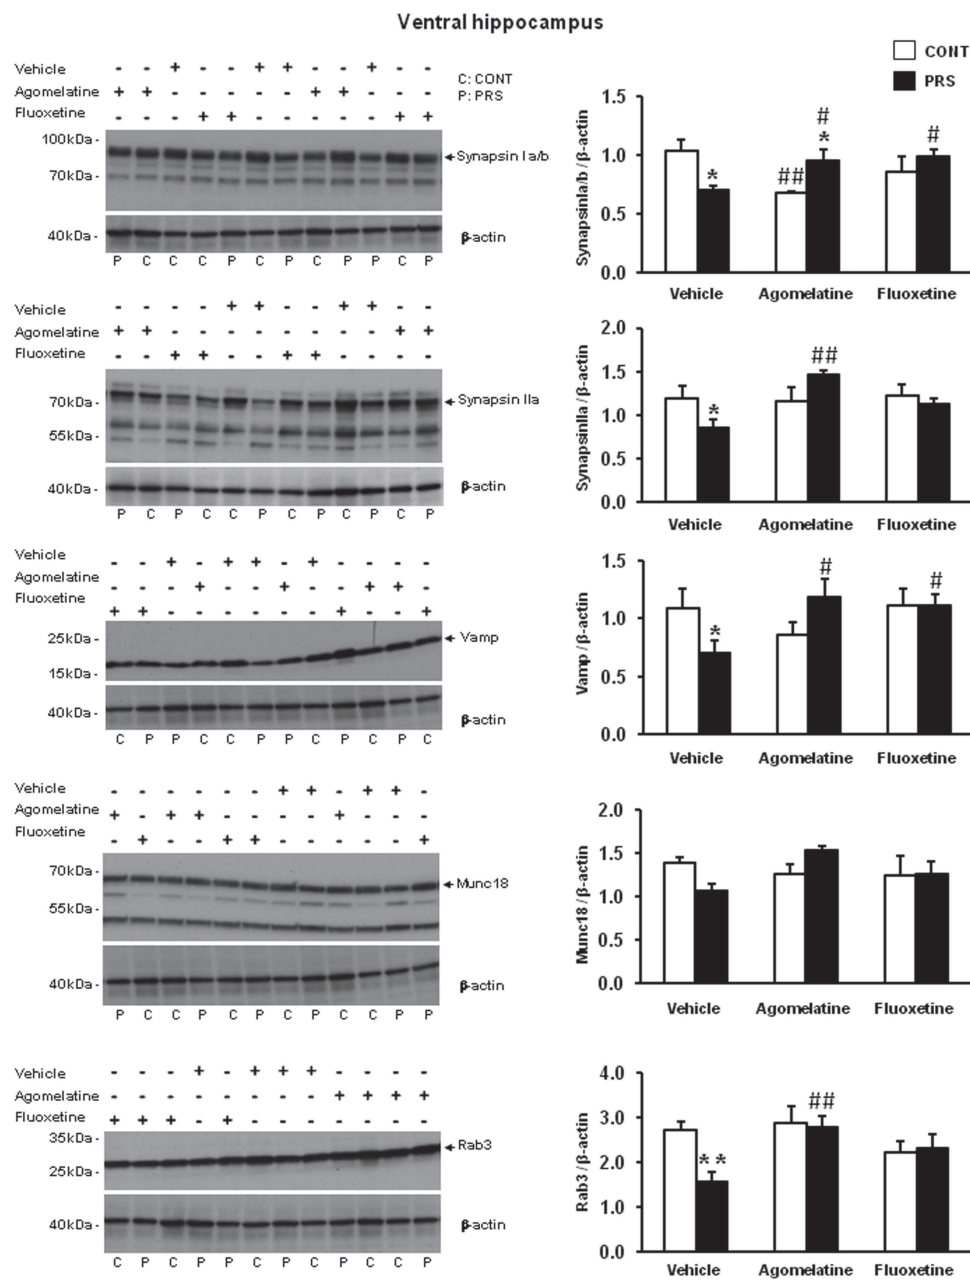 Ventral hippocampus
Vehicle - - + - - + + - - + - -
Agomelatine + + - - - - - + + - - -
Fluoxetine - - - + + - - - - - + +
C: CONT
P: PRS
100kDa -
70kDa -
Synapsin Ia/b
40kDa -
β-actin
P C C C P C P C P P C P
CONT
PRS
SynapsinIa/b / β-actin
1.5
1.0
0.5
0.0
*
##
#
*
#
Vehicle Agomelatine Fluoxetine
Vehicle - - - - + + - - + + - -
Agomelatine + + - - - - - - - - + +
Fluoxetine - - + + - - + + - - - -
70kDa -
55kDa -
Synapsin IIa
40kDa -
β-actin
P C P C C P C P C P C P
SynapsinIIa / β-actin
2.0
1.5
1.0
0.5
0.0
*
##
Vehicle Agomelatine Fluoxetine
Vehicle - - + - + + - + - - - -
Agomelatine - - - + - - + - - + + -
Fluoxetine + + - - - - - - + - - +
25kDa -
15kDa -
Vamp
40kDa -
β-actin
C P P C C P P C P C P C
Vamp / β-actin
1.5
1.0
0.5
0.0
*
#
#
Vehicle Agomelatine Fluoxetine
Vehicle - - - - - - + + - + + -
Agomelatine + - + + - - - - + - - -
Fluoxetine - + - - + + - - - - - +
70kDa -
55kDa -
Munc18
40kDa -
β-actin
P C C P C P C P C C P P
Munc18 / β-actin
2.0
1.5
1.0
0.5
0.0
Vehicle Agomelatine Fluoxetine
Vehicle - - - + - + + + - - - -
Agomelatine - - - - - - - - + + + +
Fluoxetine + + + - + - - - - - - -
35kDa -
25kDa -
Rab3
40kDa -
β-actin
C P C P P C P C P C C P
Rab3 / β-actin
4.0
3.0
2.0
1.0
0.0
**
##
Vehicle Agomelatine Fluoxetine